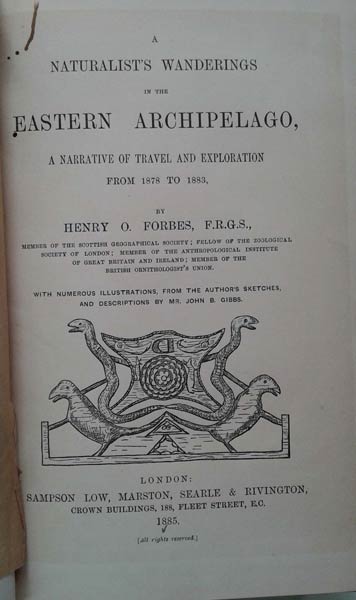 A
NATURALIST'S WANDERINGS
IN THE
EASTERN ARCHIPELAGO,
A NARRATIVE OF TRAVEL AND EXPLORATION
FROM 1878 TO 1883,
BY
HENRY O. FORBES, F.R.G.S.,
MEMBER OF THE SCOTTISH GEOGRAPHICAL SOCIETY; FELLOW OF THE ZOOLOGICAL
SOCIETY OF LONDON; MEMBER OF THE ANTHROPOLOGICAL INSTITUTE
OF GREAT BRITAIN AND IRELAND; MEMBER OF THE
BRITISH ORNITHOLOGIST'S UNION.
WITH NUMEROUS ILLUSTRATIONS, FROM THE AUTHOR'S SKETCHES,
AND DESCRIPTIONS BY MR. JOHN B. GIBBS.
LONDON:
SAMPSON LOW, MARSTON, SEARLE & RIVINGTON,
CROWN BUILDINGS, 188, FLEET STREET, E.C.
1885.
[All rights reserved.]